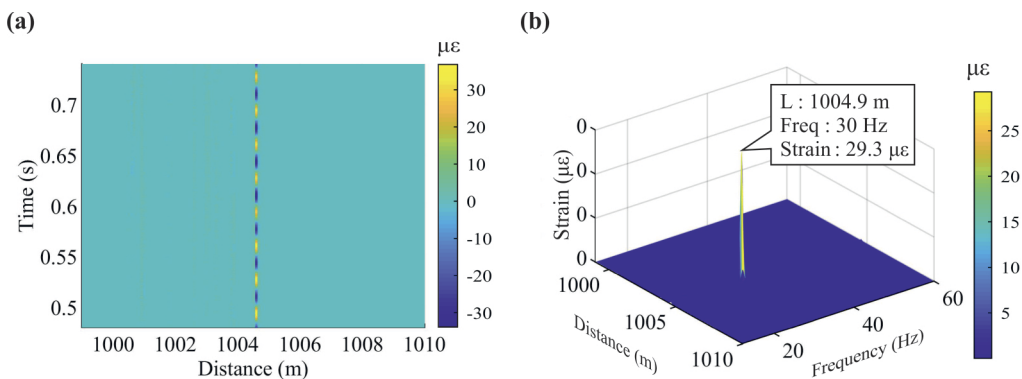 (a)
με
30
20
10
0
-10
-20
-30
0.7
0.65
0.6
0.55
0.5
Time (s)
1000 1002 1004 1006 1008 1010
Distance (m)
(b)
L : 1004.9 m
Freq : 30 Hz
Strain : 29.3 με
0
0
0
0
Strain (με)
1000
1005
1010
Distance (m)
20
40
60
Frequency (Hz)
με
25
20
15
10
5